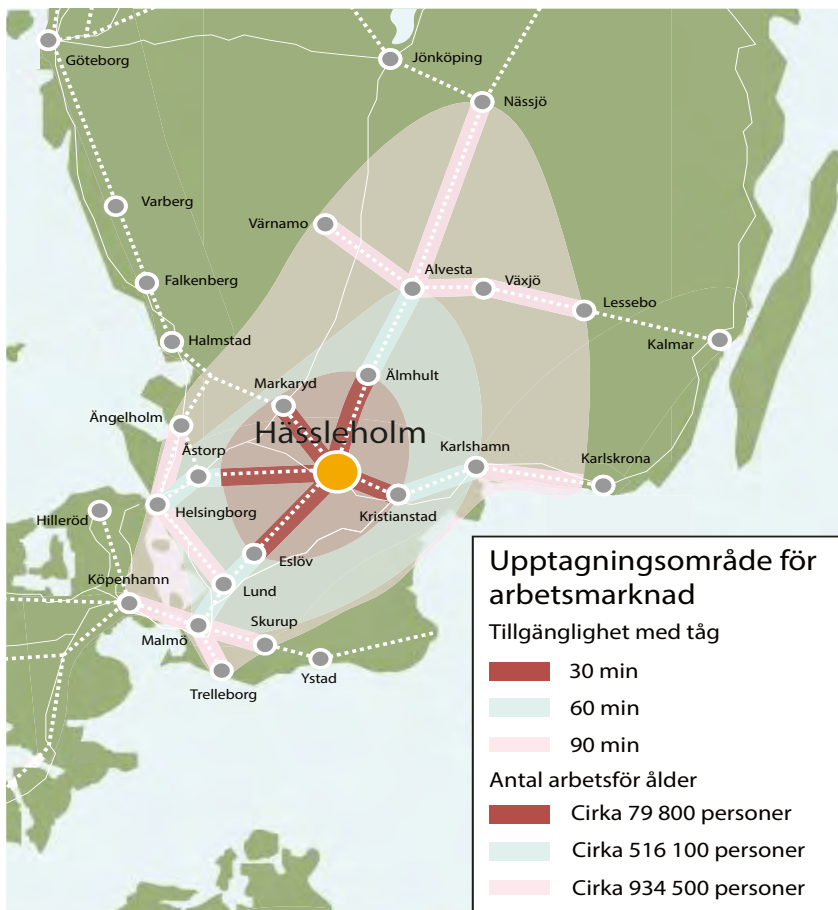 Göteborg
Jönköping
Nässjö
Varberg
Värnamo
Alvesta
Växjö
Falkenberg
Lessebo
Halmstad
Kalmar
Älmhult
Markaryd
Ängelholm
Hässleholm
Åstorp
Karlshamn
Karlskrona
Helsingborg
Hilleröd
Kristianstad
Eslöv
Köpenhamn
Lund
Skurup
Malmö
Ystad
Trelleborg
Upptagningsområde för
arbetsmarknad
Tillgänglighet med tåg
30 min
60 min
90 min
Antal arbetsför ålder
Cirka 79 800 personer
Cirka 516 100 personer
Cirka 934 500 personer